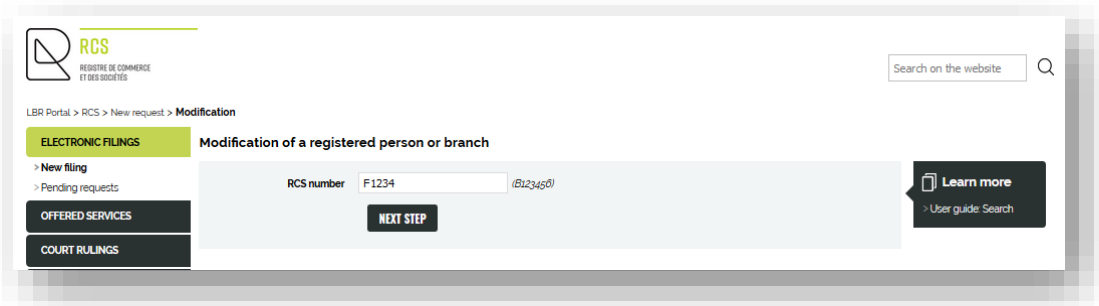 RCS
REGISTRE DE COMMERCE
ET DES SOCIÉTÉS
Search on the website
LBR Portal > RCS > New request > Modification
ELECTRONIC FILINGS
> New filing
> Pending requests
OFFERED SERVICES
COURT RULINGS
Modification of a registered person or branch
RCS number F1234 (B123456)
NEXT STEP
Learn more
> User guide: Search